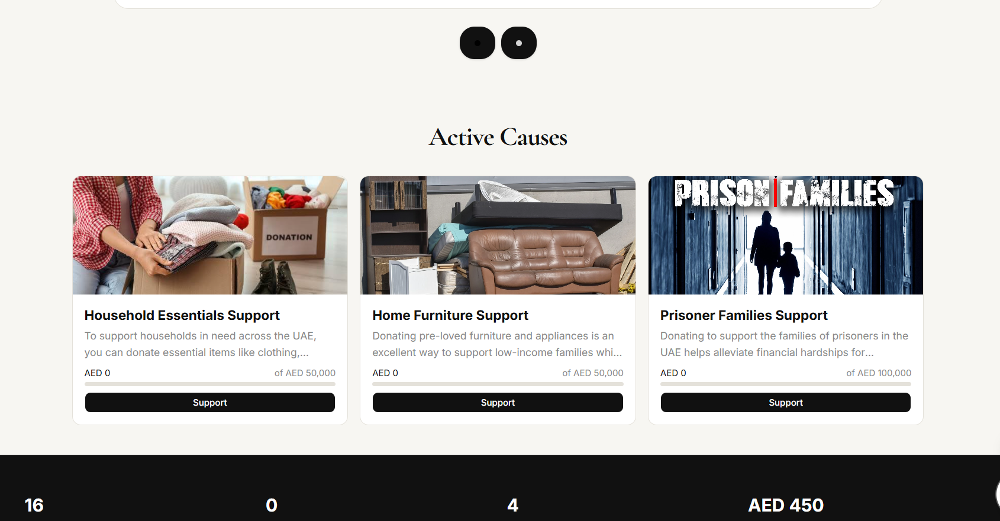 Active Causes
DONATION
PRISON FAMILIES
Household Essentials Support
To support households in need across the UAE,
you can donate essential items like clothing,...
AED 0
of AED 50,000
Support
Home Furniture Support
Donating pre-loved furniture and appliances is an
excellent way to support low-income families whi...
AED 0
of AED 50,000
Support
Prisoner Families Support
Donating to support the families of prisoners in the
UAE helps alleviate financial hardships for...
AED 0
of AED 100,000
Support
16
0
4
AED 450